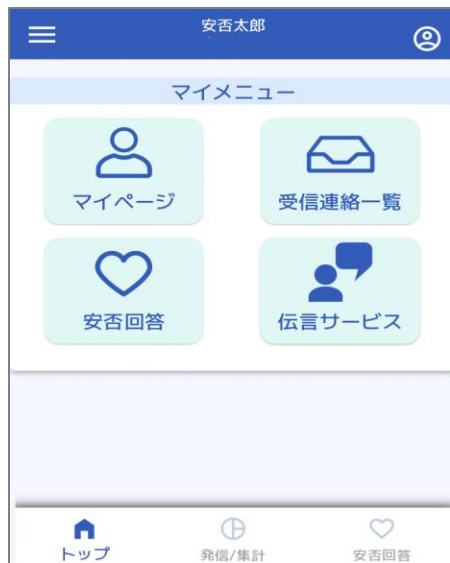 安否太郎
マイメニュー
マイページ
受信連絡一覧
安否回答
伝言サービス
トップ
発信/集計
安否回答